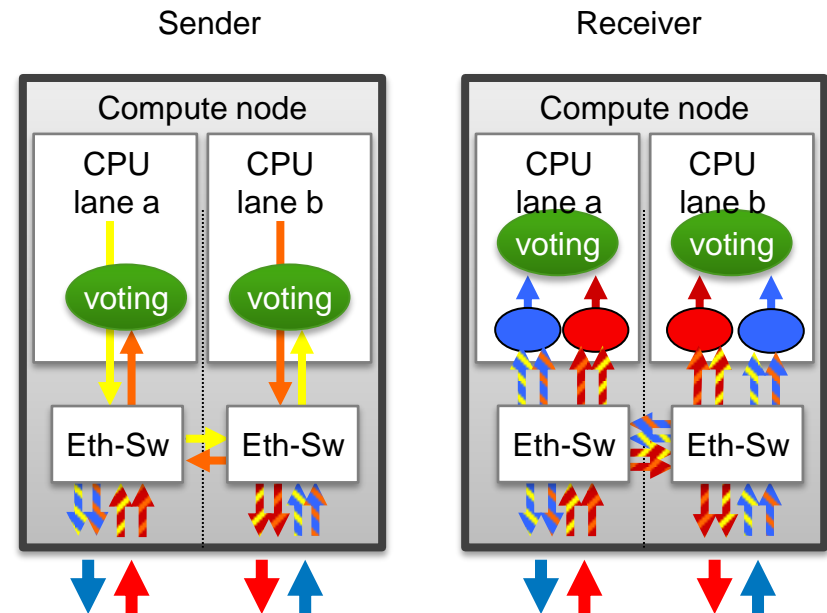 Sender
Receiver
Compute node
Compute node
CPU
lane a
CPU
lane b
CPU
lane a
CPU
lane b
voting
voting
voting
voting
Eth-Sw
Eth-Sw
Eth-Sw
Eth-Sw